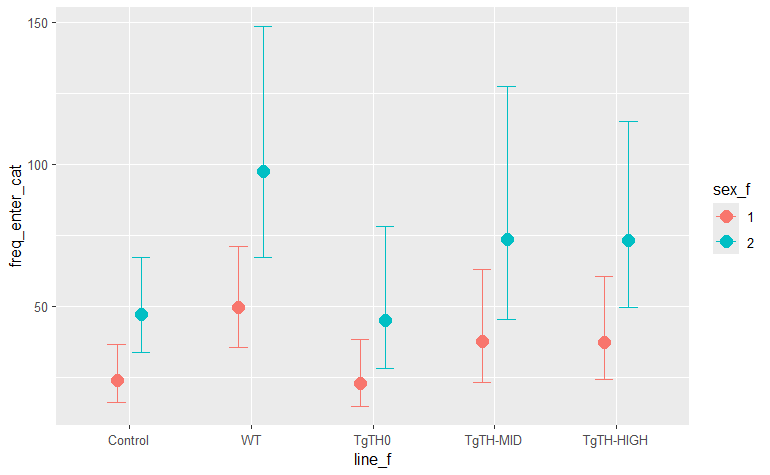 150
100
50
freq_enter_cat
Control WT TgTH0 TgTH-MID TgTH-HIGH
line_f
sex_f
1
2